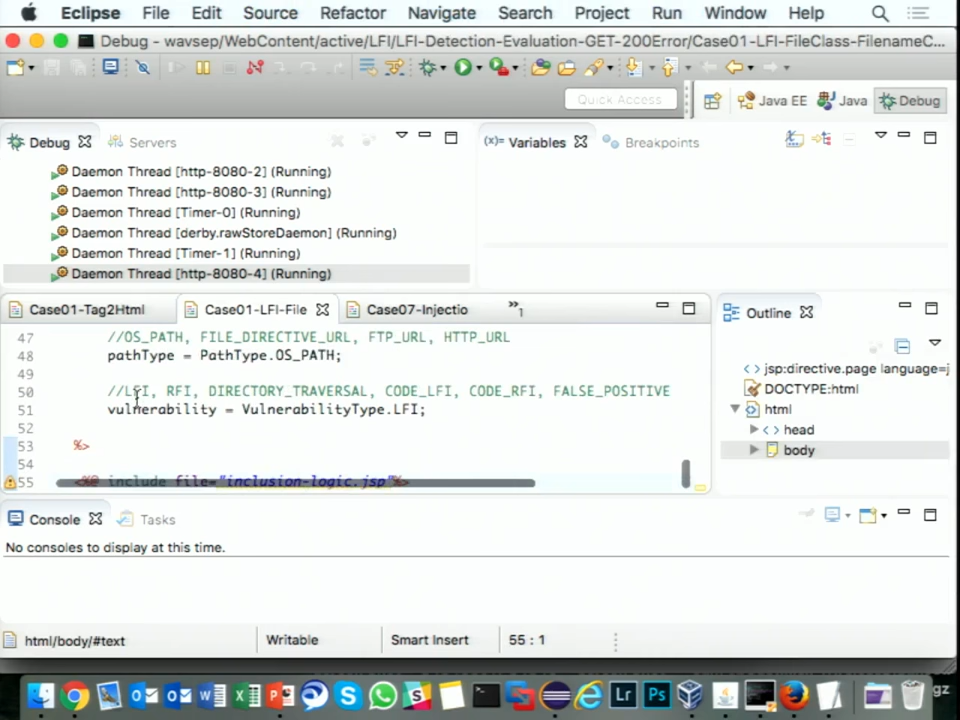 Eclipse File Edit Source Refactor Navigate Search Project Run Window Help
Debug - wavsep/WebContent/active/LFI/LFI-Detection-Evaluation-GET-200Error/Case01-LFI-FileClass-FilenameC...
Quick Access
Java EE
Java
Debug
Debug
Servers
(x)= Variables
Breakpoints
Daemon Thread [http-8080-2] (Running)
Daemon Thread [http-8080-3] (Running)
Daemon Thread [Timer-0] (Running)
Daemon Thread [derby.rawStoreDaemon] (Running)
Daemon Thread [Timer-1] (Running)
Daemon Thread [http-8080-4] (Running)
Case01-Tag2Html
Case01-LFI-File
Case07-Injectio
»1
Outline
47 //OS_PATH, FILE_DIRECTIVE_URL, FTP_URL, HTTP_URL
48 pathType = PathType.OS_PATH;
49
50 //LFI, RFI, DIRECTORY_TRAVERSAL, CODE_LFI, CODE_RFI, FALSE_POSITIVE
51 vulnerability = VulnerabilityType.LFI;
52
53 %>
54
55 <%@ include file="inclusion-logic.jsp"%>
jsp:directive.page language=j
DOCTYPE:html
html
head
body
Console
Tasks
No consoles to display at this time.
html/body/#text
Writable
Smart Insert
55 : 1
Lr
Ps
gz